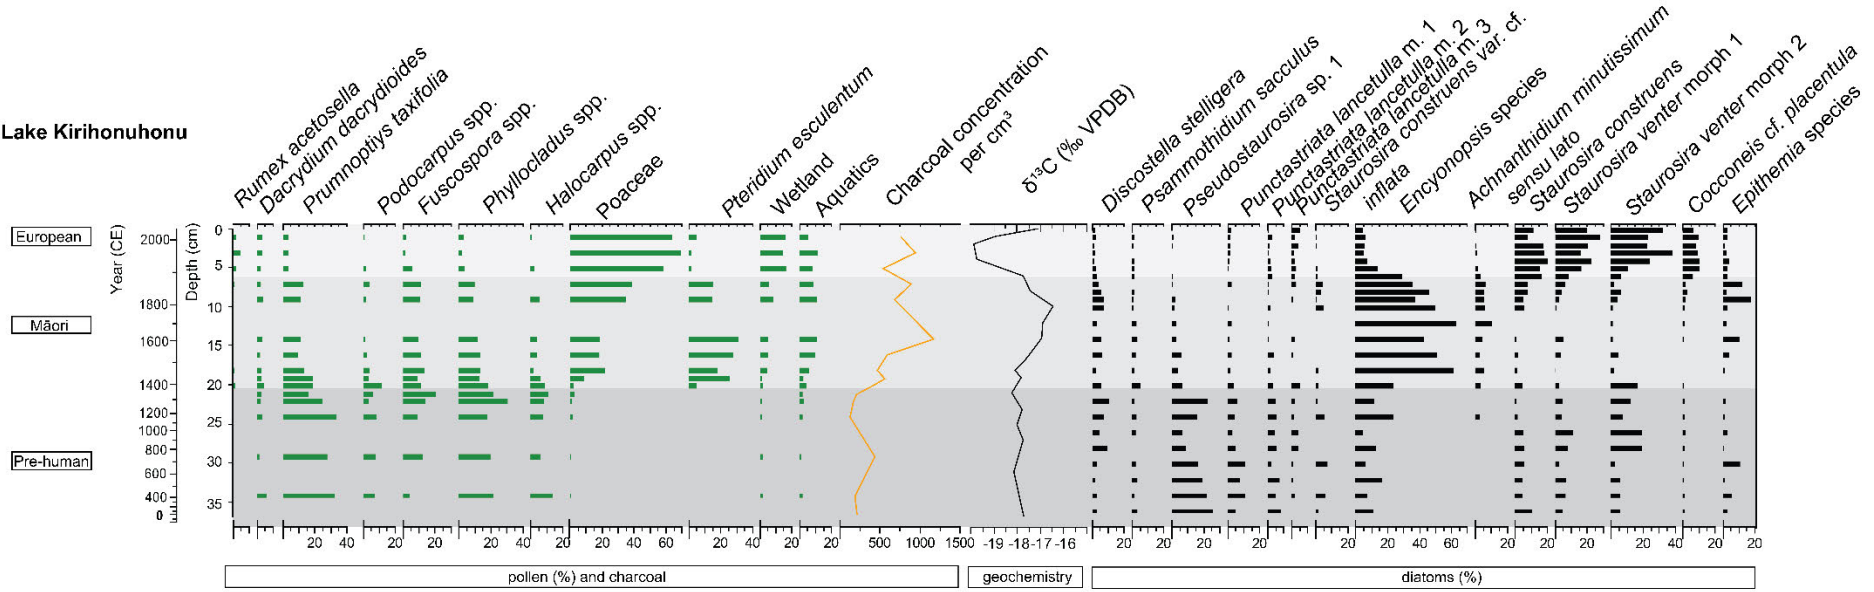 Lake Kirihonuhonu
Rumex acetosella
Dacrydium dacrydioides
Prumnoptiys taxifolia
Podocarpus spp.
Fuscospora spp.
Phyllocladus spp.
Halocarpus spp.
Poaceae
Pteridium esculentum
Wetland
Aquatics
Charcoal concentration
per cm³
δ¹³C (‰ VPDB)
Discostella stelligera
Psammothidium sacculus
Pseudostaurosira sp. 1
Punctastriata lancetulla m. 1
Punctastriata lancetulla m. 2
Punctastriata lancetulla m. 3
Staurosira construens var. cf.
inflata
Encyonopsis species
Achnanthidium minutissimum
sensu lato
Staurosira construens
Staurosira venter morph 1
Staurosira venter morph 2
Cocconeis cf. placentula
Epithemia species
European
Māori
Pre-human
Year (CE)
2000
1800
1600
1400
1200
1000
800
600
400
0
Depth (cm)
0
5
10
15
20
25
30
35
20 20 40 20 20 20 40 20 20 40 60 20 40 20 20 500 1000 1500 -19 -18 -17 -16 20 20 20 20 20 20 20 40 60 20 20 20 20 40 20 20
pollen (%) and charcoal
geochemistry
diatoms (%)